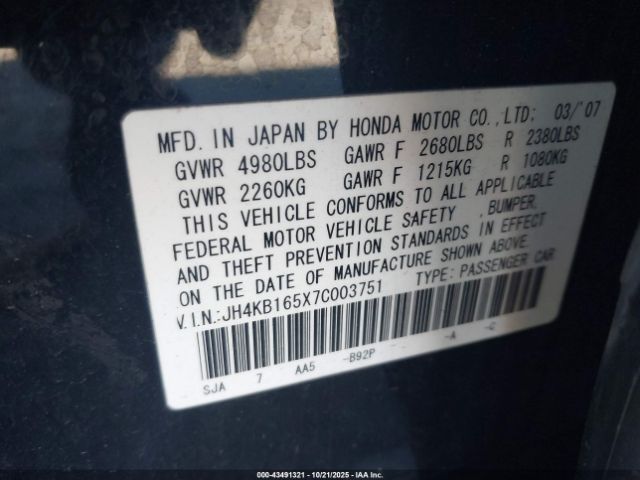 MFD. IN JAPAN BY HONDA MOTOR CO.,LTD; 03/'07
GVWR 4980LBS GAWR F 2680LBS R 2380LBS
GVWR 2260KG GAWR F 1215KG R 1080KG
THIS VEHICLE CONFORMS TO ALL APPLICABLE
FEDERAL MOTOR VEHICLE SAFETY , BUMPER,
AND THEFT PREVENTION STANDARDS IN EFFECT
ON THE DATE OF MANUFACTURE SHOWN ABOVE.
V.I.N.:JH4KB165X7C003751 TYPE: PASSENGER CAR
SJA 7 AA5 -B92P - -A -C
000-43491321 - 10/21/2025 - IAA Inc.